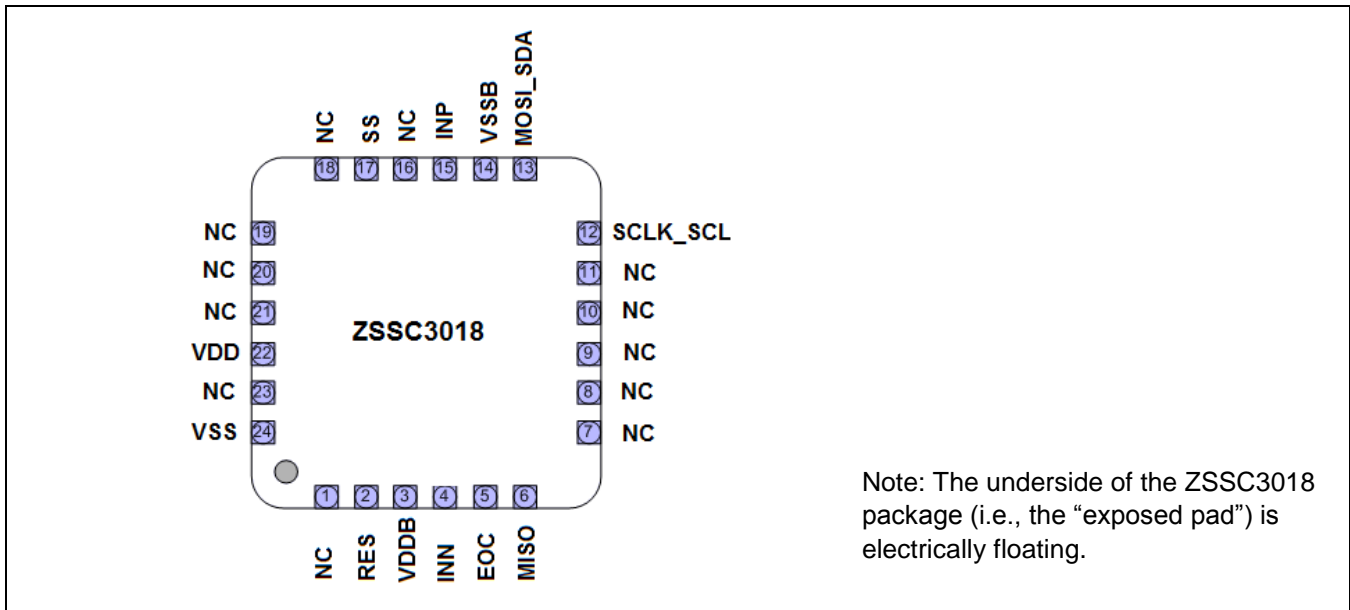 NC SS NC INP VSSB MOSI_SDA
18 17 16 15 14 13
NC 19
12 SCLK_SCL
NC 20
11 NC
NC 21
10 NC
ZSSC3018
VDD 22
9 NC
NC 23
8 NC
VSS 24
7 NC
1 2 3 4 5 6
NC RES VDDB INN EOC MISO
Note: The underside of the ZSSC3018
package (i.e., the “exposed pad”) is
electrically floating.